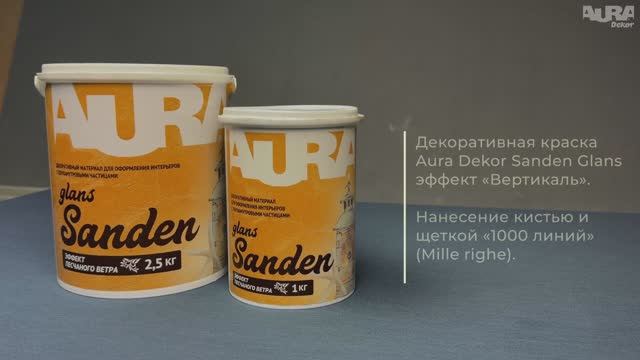 AURA
Dekor
AURA
ДЕКОРАТИВНЫЙ МАТЕРИАЛ ДЛЯ ОФОРМЛЕНИЯ ИНТЕРЬЕРОВ
С ПЕРЛАМУТРОВЫМИ ЧАСТИЦАМИ
glans
Sanden
ЭФФЕКТ
ПЕСЧАНОГО ВЕТРА
2,5 КГ
AURA
ДЕКОРАТИВНЫЙ МАТЕРИАЛ
ДЛЯ ОФОРМЛЕНИЯ ИНТЕРЬЕРОВ
С ПЕРЛАМУТРОВЫМИ ЧАСТИЦАМИ
glans
Sanden
ЭФФЕКТ
ПЕСЧАНОГО ВЕТРА
1 КГ
Декоративная краска
Aura Dekor Sanden Glans
эффект «Вертикаль».
Нанесение кистью и
щеткой «1000 линий»
(Mille righe).